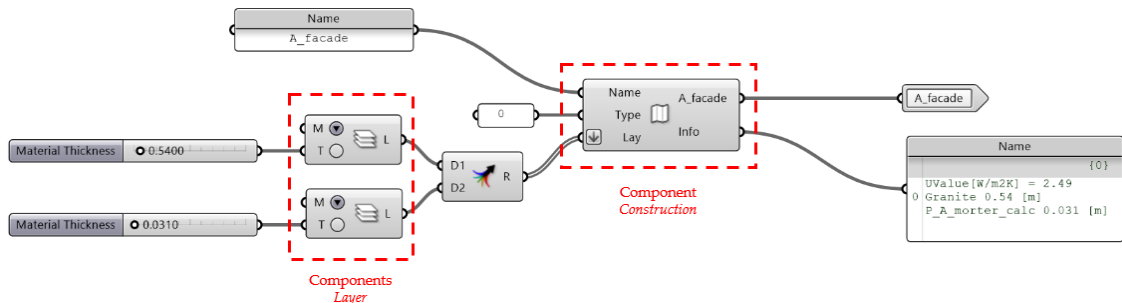 Name
A_facade
Material Thickness 0.5400
M
T
L
Material Thickness 0.0310
M
T
L
Components
Layer
D1
D2
R
0
Name
Type
Lay
A_facade
Info
Component
Construction
A_facade
Name
{0}
0
UValue[W/m2K] = 2.49
Granite 0.54 [m]
P_A_morter_calc 0.031 [m]